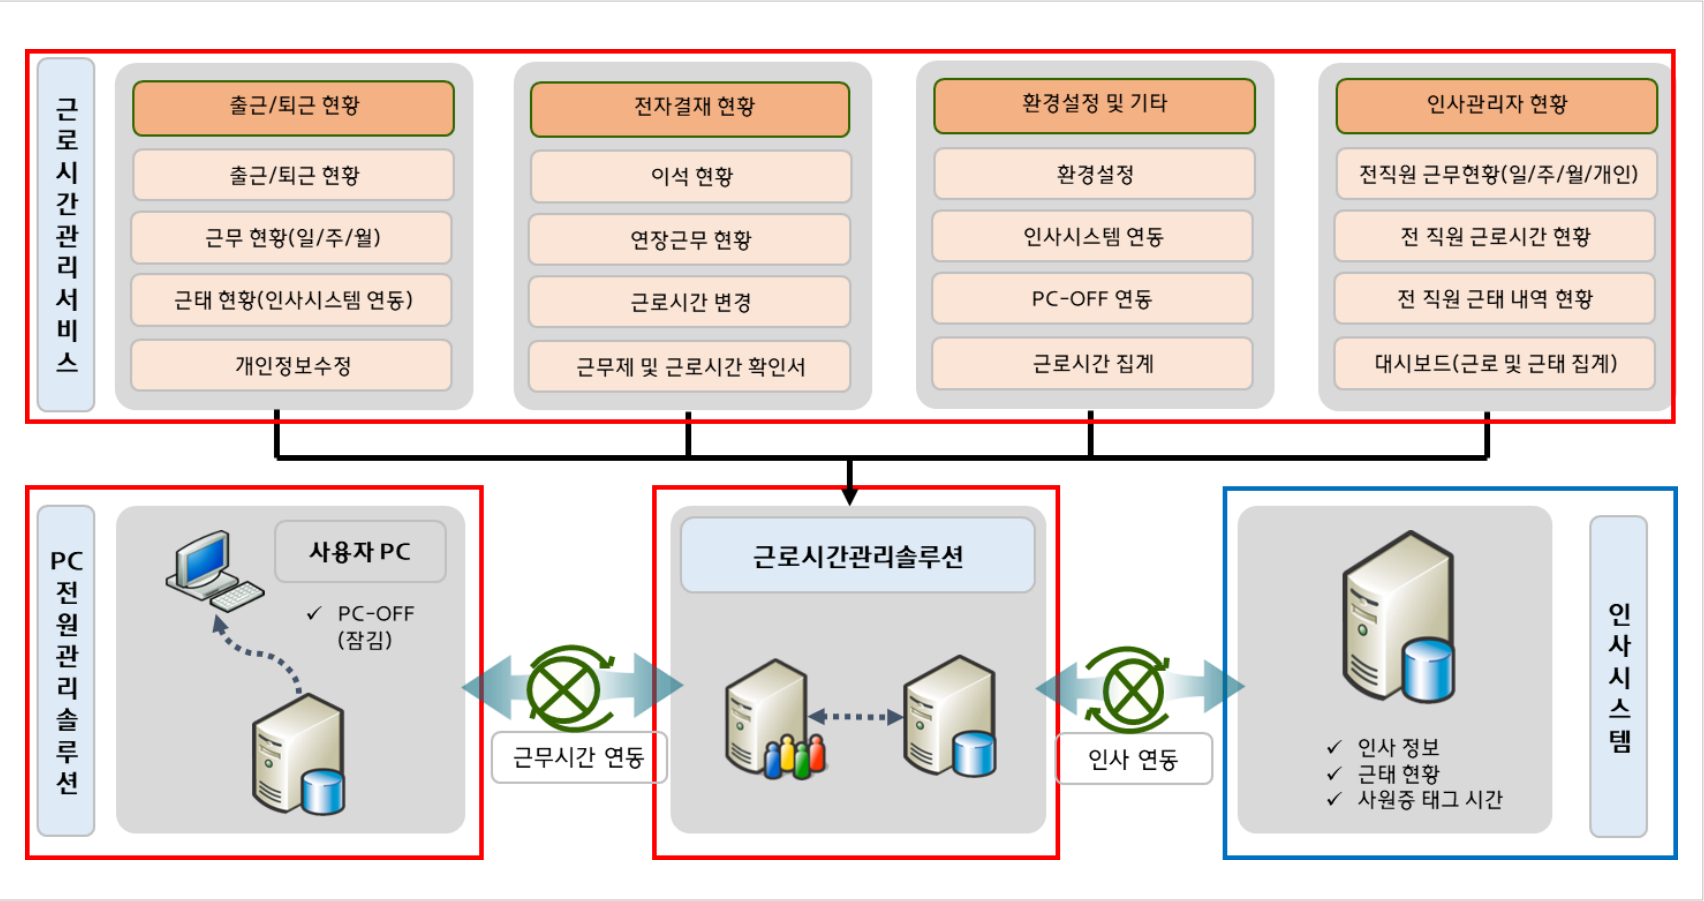 근로시간관리서비스
출근/퇴근 현황
출근/퇴근 현황
근무 현황(일/주/월)
근태 현황(인사시스템 연동)
개인정보수정
전자결재 현황
이석 현황
연장근무 현황
근로시간 변경
근무제 및 근로시간 확인서
환경설정 및 기타
환경설정
인사시스템 연동
PC-OFF 연동
근로시간 집계
인사관리자 현황
전직원 근무현황(일/주/월/개인)
전 직원 근로시간 현황
전 직원 근태 내역 현황
대시보드(근로 및 근태 집계)
PC전원관리솔루션
사용자 PC
✓ PC-OFF
(잠김)
근무시간 연동
근로시간관리솔루션
인사 연동
✓ 인사 정보
✓ 근태 현황
✓ 사원증 태그 시간
인사시스템